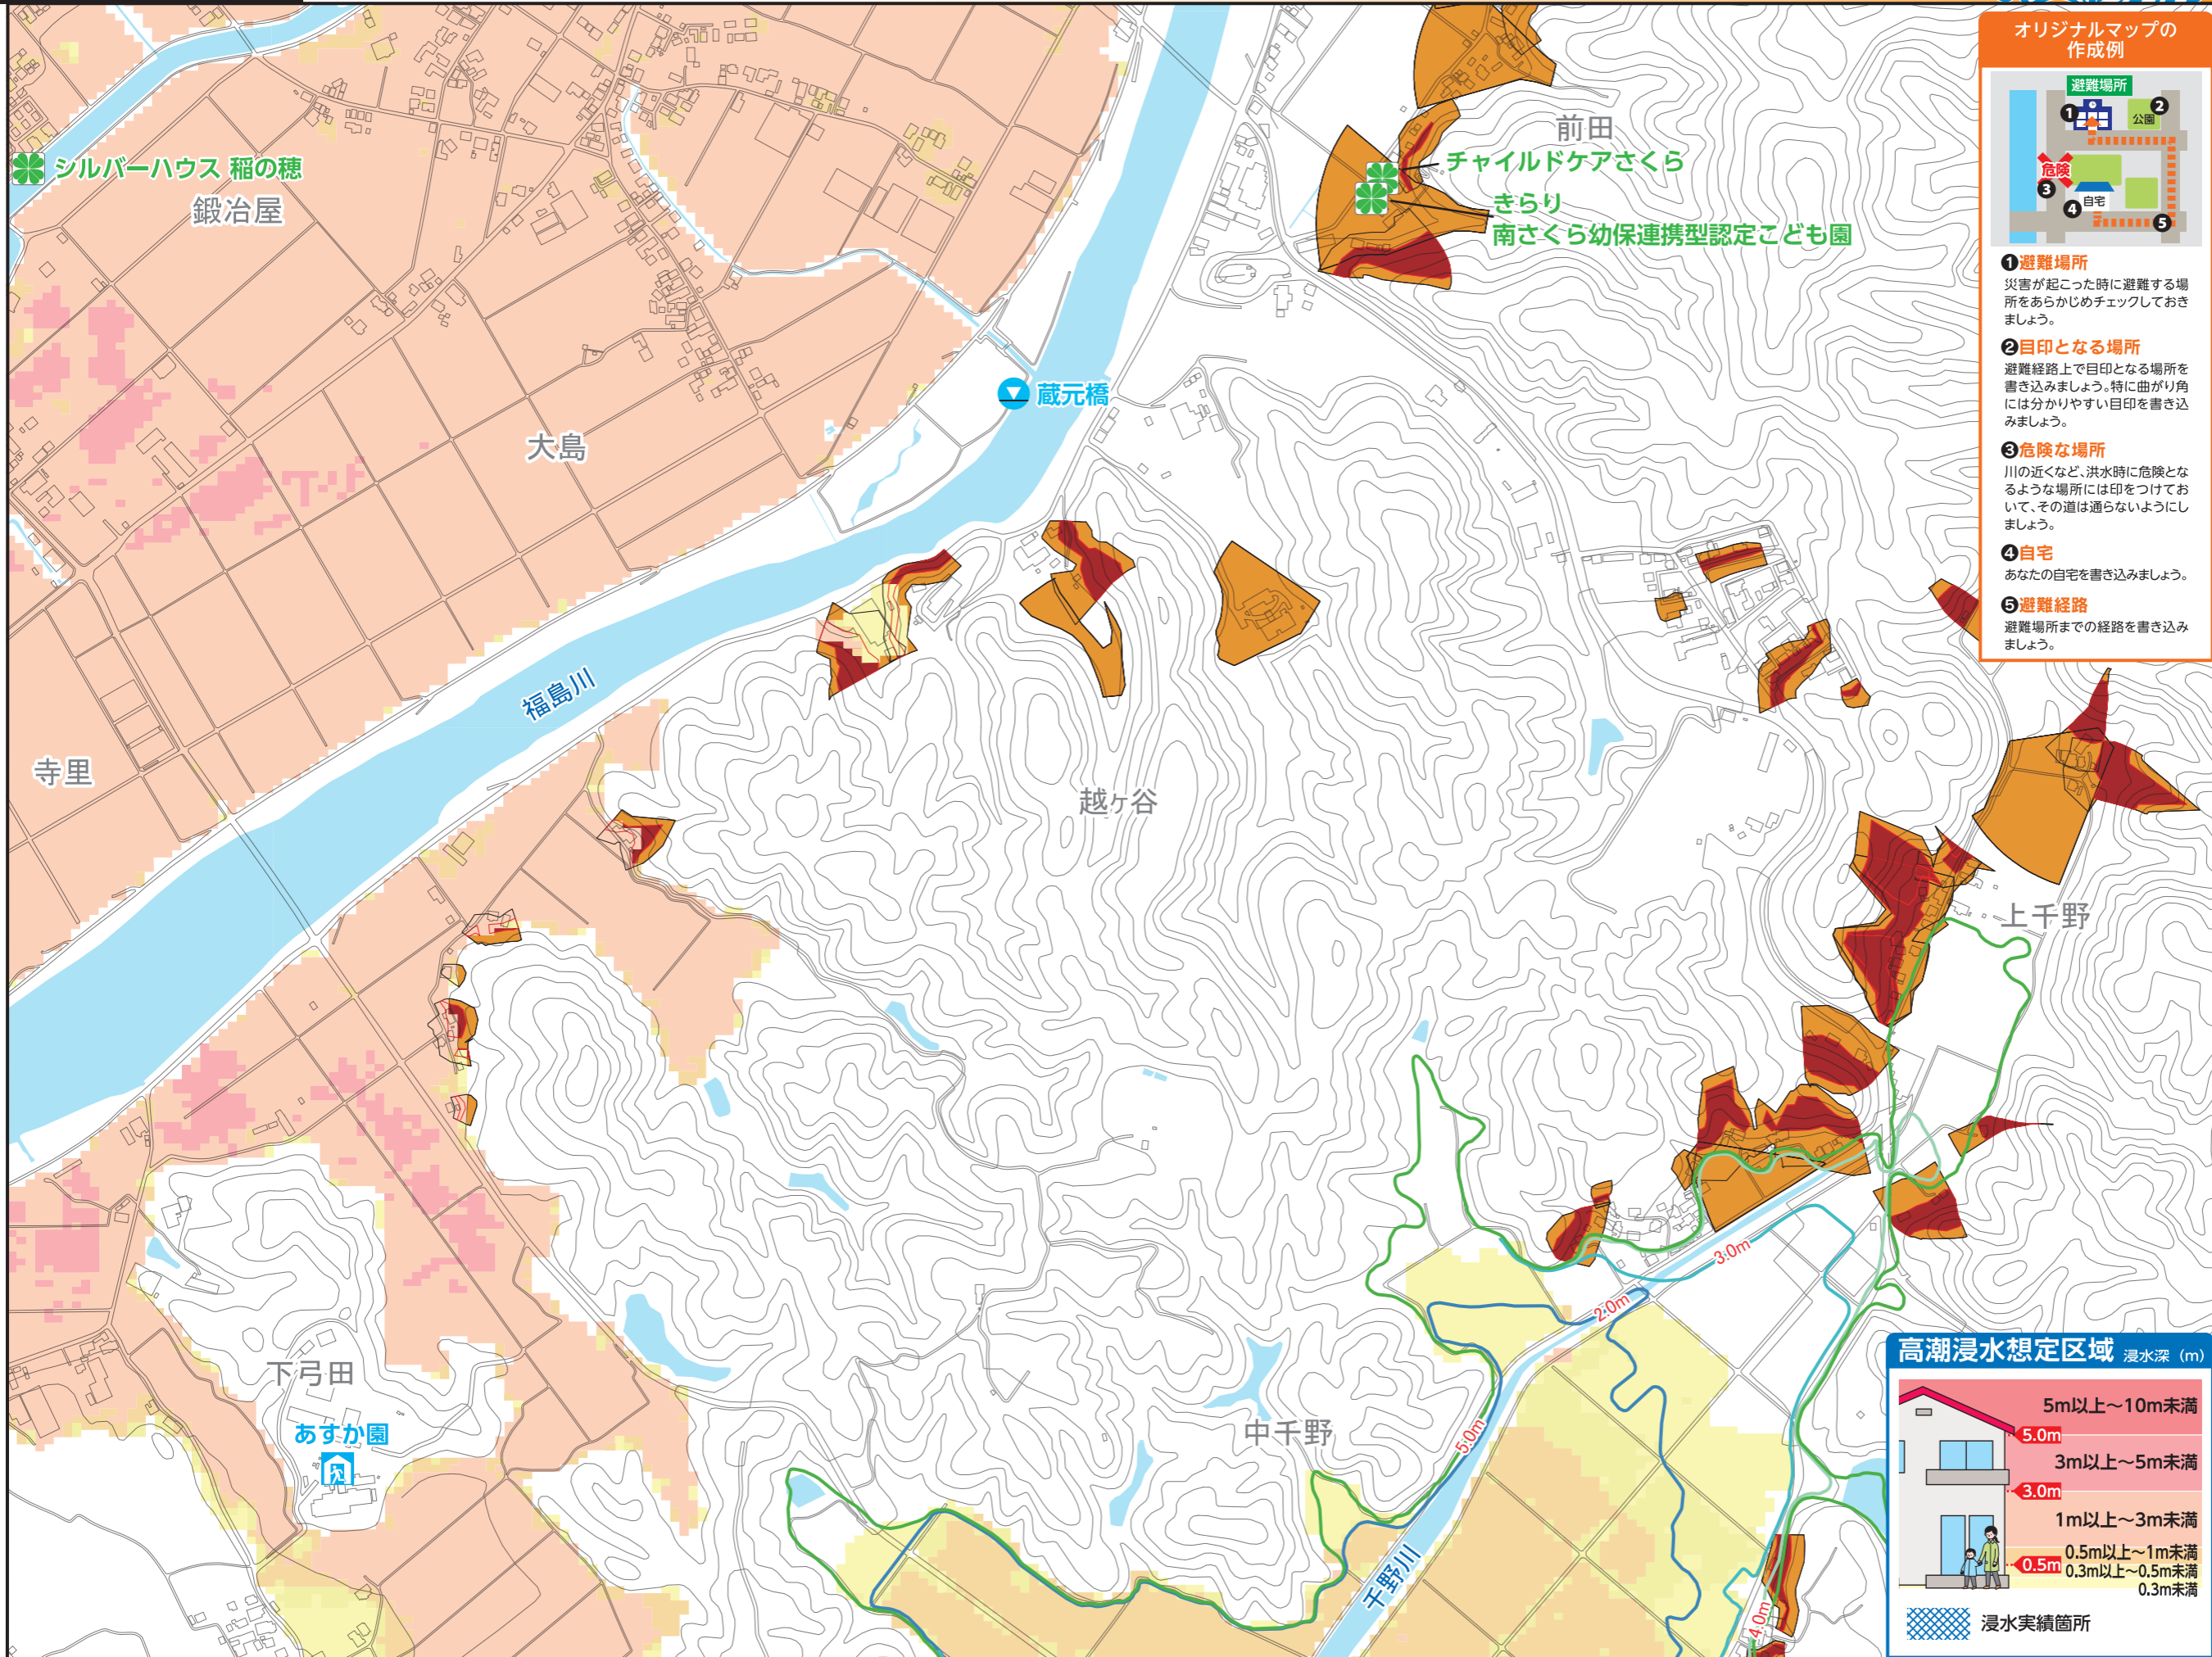 シルバーハウス 稲の穂
鍛冶屋
前田
チャイルドケアさくら
きらり
南さくら幼保連携型認定こども園
蔵元橋
大島
福島川
寺里
越ヶ谷
上千野
下弓田
あすか園
中千野
千野川
3.0m
2.0m
5.0m
4.0m
オリジナルマップの
作成例
避難場所
1
2
公園
危険
3
4
自宅
5
❶避難場所
災害が起こった時に避難する場
所をあらかじめチェックしておき
ましょう。
❷目印となる場所
避難経路上で目印となる場所を
書き込みましょう。特に曲がり角
には分かりやすい目印を書き込
みましょう。
❸危険な場所
川の近くなど、洪水時に危険とな
るような場所には印をつけてお
いて、その道は通らないようにし
ましょう。
❹自宅
あなたの自宅を書き込みましょう。
❺避難経路
避難場所までの経路を書き込み
ましょう。
高潮浸水想定区域 浸水深（m）
5m以上〜10m未満
5.0m
3m以上〜5m未満
3.0m
1m以上〜3m未満
0.5m以上〜1m未満
0.5m
0.3m以上〜0.5m未満
0.3m未満
浸水実績箇所